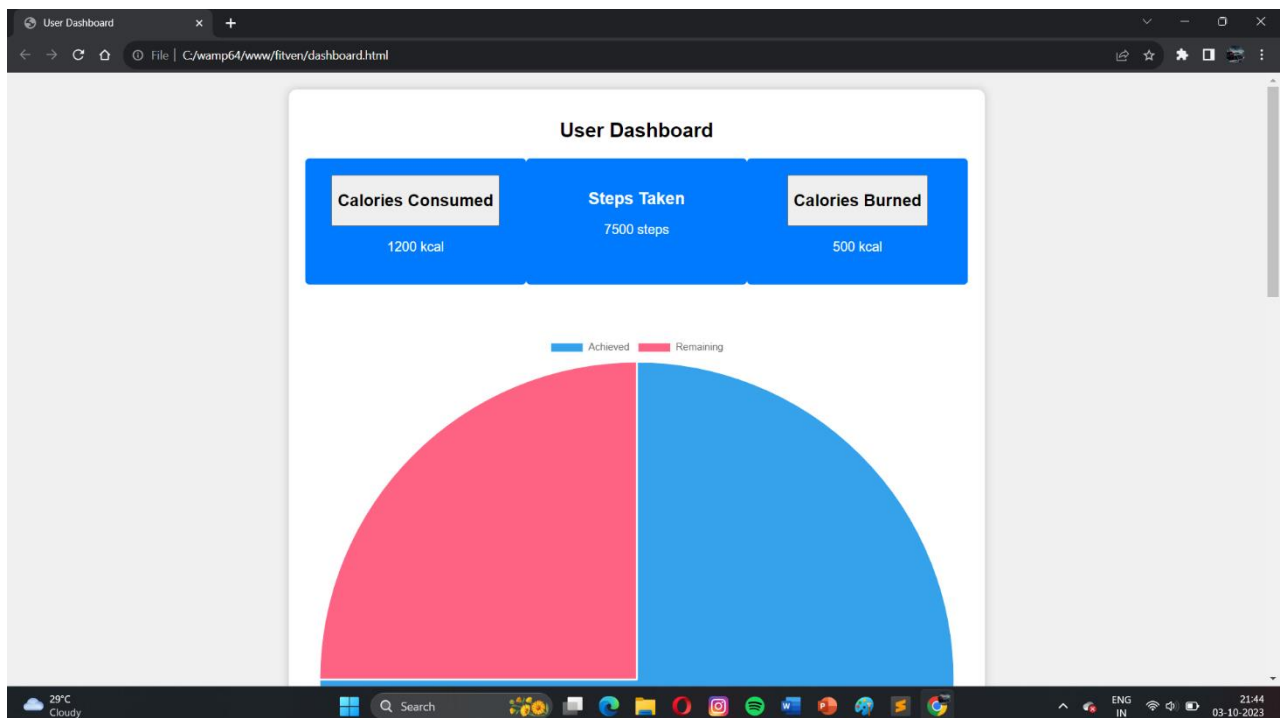 User Dashboard
File | C:/wamp64/www/fitven/dashboard.html
User Dashboard
Calories Consumed
1200 kcal
Steps Taken
7500 steps
Calories Burned
500 kcal
Achieved Remaining
29°C
Cloudy
Search
ENG
IN
21:44
03-10-2023